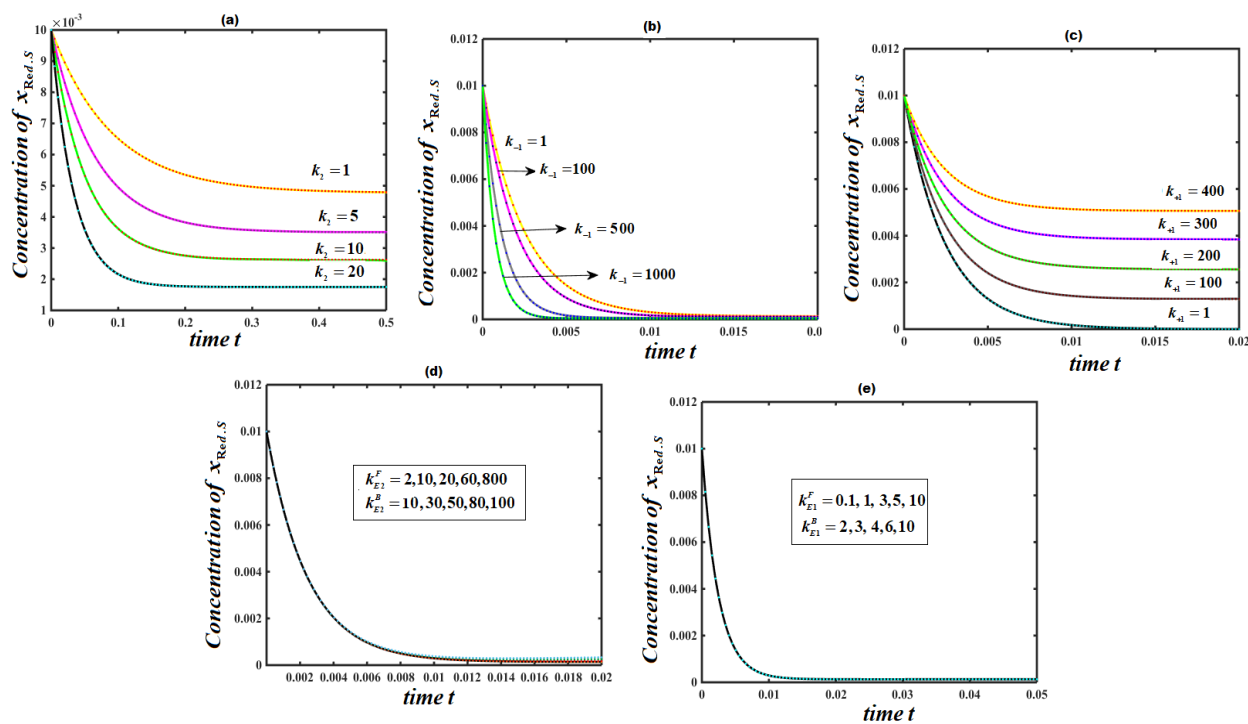 (a)
×10⁻³
10
9
8
7
6
5
4
3
2
1
0 0.1 0.2 0.3 0.4 0.5
Concentration of x_Red.S
time t
k₂ = 1
k₂ = 5
k₂ = 10
k₂ = 20
(b)
0.012
0.01
0.008
0.006
0.004
0.002
0
0 0.005 0.01 0.015 0.0
Concentration of x_Red.S
time t
k₋₁ = 1
k₋₁ = 100
k₋₁ = 500
k₋₁ = 1000
(c)
0.012
0.01
0.008
0.006
0.004
0.002
0
0 0.005 0.01 0.015 0.02
Concentration of x_Red.S
time t
k₊₁ = 400
k₊₁ = 300
k₊₁ = 200
k₊₁ = 100
k₊₁ = 1
(d)
0.012
0.01
0.008
0.006
0.004
0.002
0
0.002 0.004 0.006 0.008 0.01 0.012 0.014 0.016 0.018 0.02
Concentration of x_Red.S
time t
k_E2^F = 2,10,20,60,800
k_E2^B = 10,30,50,80,100
(e)
0.012
0.01
0.008
0.006
0.004
0.002
0
0 0.01 0.02 0.03 0.04 0.05
Concentration of x_Red.S
time t
k_E1^F = 0.1, 1, 3,5, 10
k_E1^B = 2,3, 4,6,10